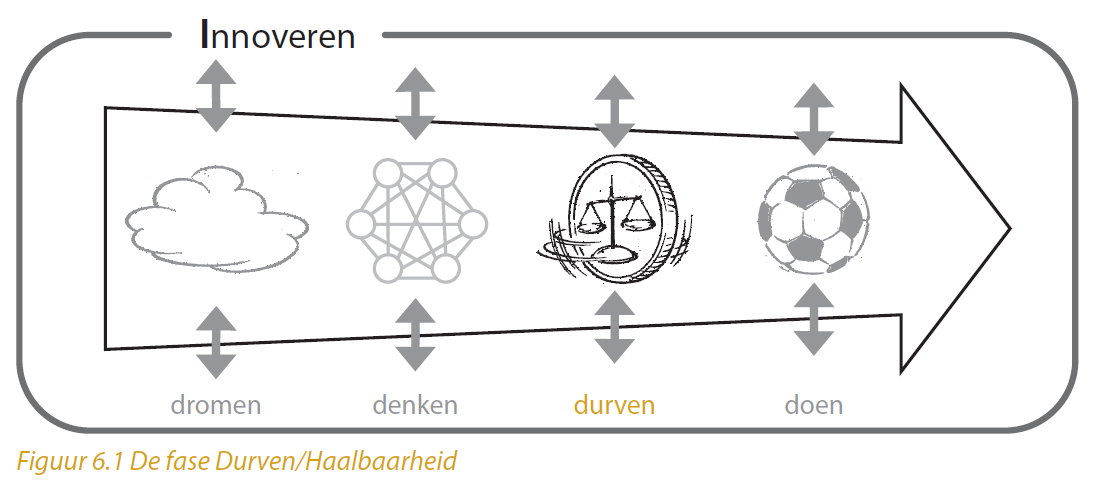 Innoveren
dromen denken durven doen
Figuur 6.1 De fase Durven/Haalbaarheid